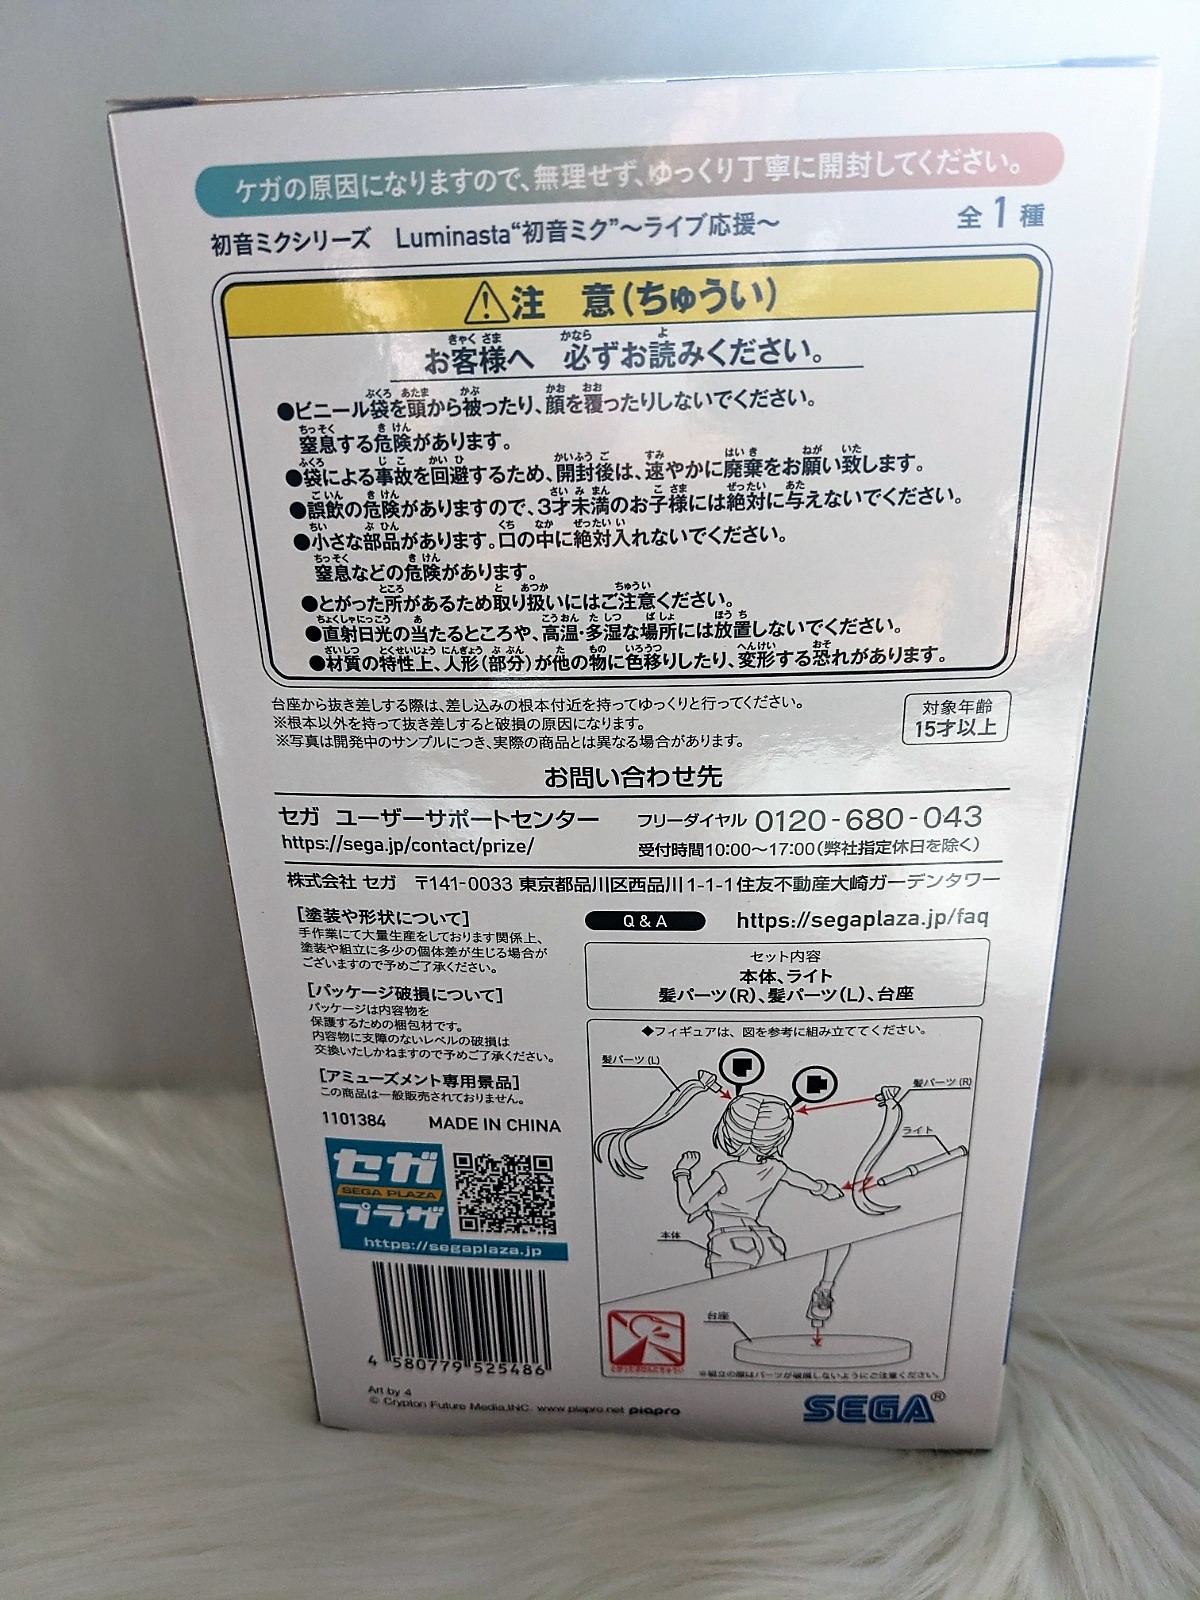 ケガの原因になりますので、無理せず、ゆっくり丁寧に開封してください。
初音ミクシリーズ Luminasta“初音ミク”～ライブ応援～
全1種
注 意(ちゅうい)
お客様へ 必ずお読みください。
●ビニール袋を頭から被ったり、顔を覆ったりしないでください。
窒息する危険があります。
●袋による事故を回避するため、開封後は、速やかに廃棄をお願い致します。
●誤飲の危険がありますので、3才未満のお子様には絶対に与えないでください。
●小さな部品があります。口の中に絶対入れないでください。
窒息などの危険があります。
●とがった所があるため取り扱いにはご注意ください。
●直射日光の当たるところや、高温・多湿な場所には放置しないでください。
●材質の特性上、人形(部分)が他の物に色移りしたり、変形する恐れがあります。
台座から抜き差しする際は、差し込みの根本付近を持ってゆっくりと行ってください。
※根本以外を持って抜き差しすると破損の原因になります。
※写真は開発中のサンプルにつき、実際の商品とは異なる場合があります。
対象年齢
15才以上
お問い合わせ先
セガ ユーザーサポートセンター
https://sega.jp/contact/prize/
フリーダイヤル 0120-680-043
受付時間10:00～17:00(弊社指定休日を除く)
株式会社 セガ 〒141-0033 東京都品川区西品川1-1-1住友不動産大崎ガーデンタワー
[塗装や形状について]
手作業にて大量生産をしております関係上、
塗装や組立に多少の個体差が生じる場合が
ございますので予めご了承ください。
[パッケージ破損について]
パッケージは内容物を
保護するための梱包材です。
内容物に支障のないレベルの破損は
交換いたしかねますので予めご了承ください。
[アミューズメント専用景品]
この商品は一般販売されておりません。
1101384 MADE IN CHINA
セガ
SEGA PLAZA
プラザ
https://segaplaza.jp
4 580779 525486
Art by 4
© Crypton Future Media,INC. www.piapro.net piapro
Q & A https://segaplaza.jp/faq
セット内容
本体、ライト
髪パーツ(R)、髪パーツ(L)、台座
◆フィギュアは、図を参考に組み立ててください。
髪パーツ(L)
髪パーツ(R)
ライト
本体
台座
SEGA®